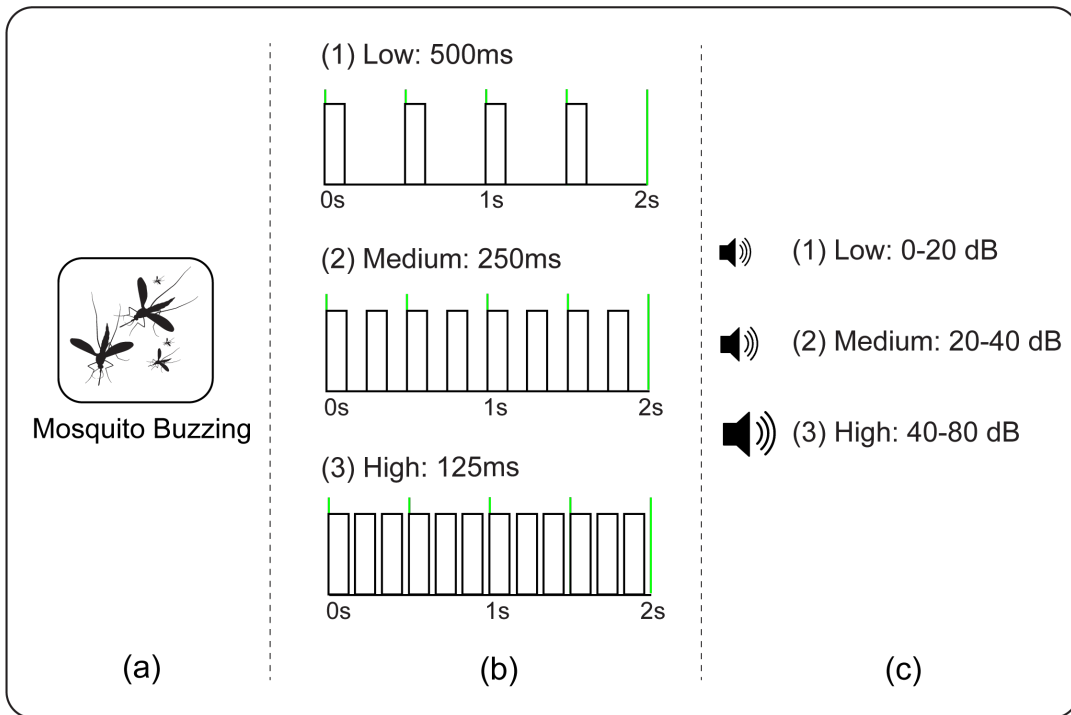 Mosquito Buzzing
(a)
(1) Low: 500ms
0s 1s 2s
(2) Medium: 250ms
0s 1s 2s
(3) High: 125ms
0s 1s 2s
(b)
(1) Low: 0-20 dB
(2) Medium: 20-40 dB
(3) High: 40-80 dB
(c)